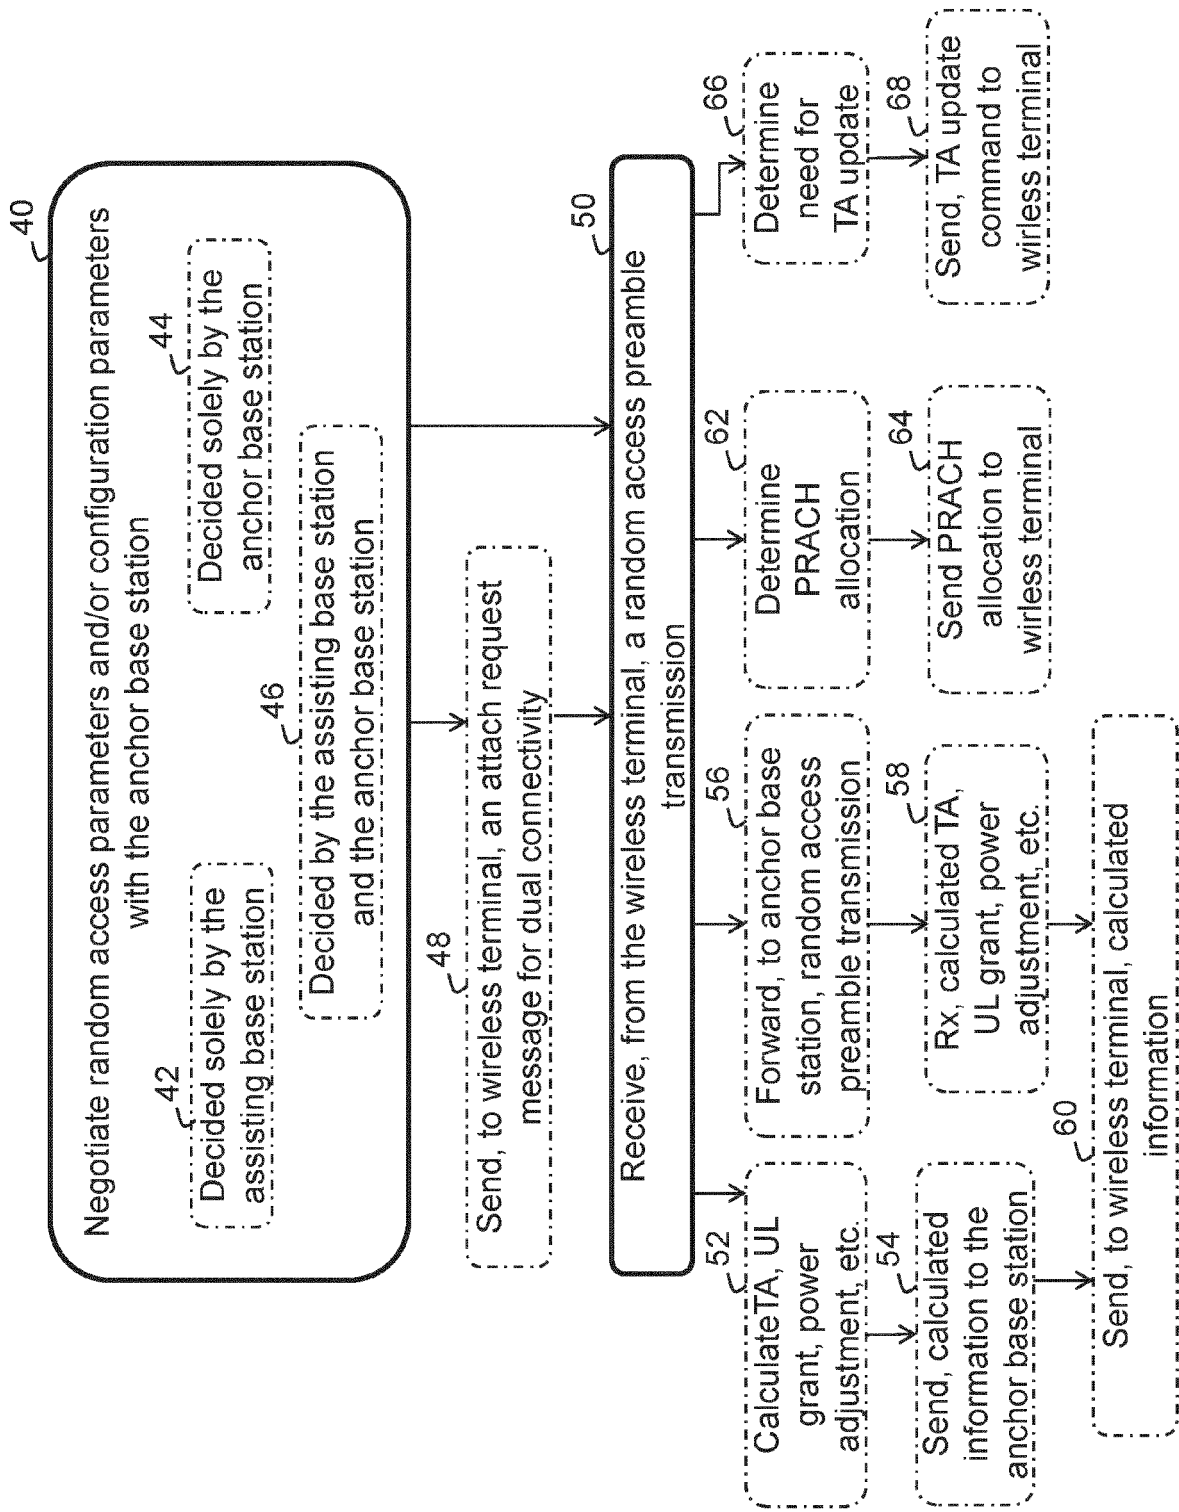 40
Negotiate random access parameters and/or configuration parameters
with the anchor base station
42
Decided solely by the
assisting base station
44
Decided solely by the
anchor base station
46
Decided by the assisting base station
and the anchor base station
48
Send, to wireless terminal, an attach request
message for dual connectivity
50
Receive, from the wireless terminal, a random access preamble
transmission
52
CalculateTA, UL
grant, power
adjustment, etc.
54
Send, calculated
information to the
anchor base station
56
Forward, to anchor base
station, random access
preamble transmission
58
Rx, calculated TA,
UL grant, power
adjustment, etc.
60
Send, to wireless terminal, calculated
information
62
Determine
PRACH
allocation
64
Send PRACH
allocation to
wirless terminal
66
Determine
need for
TA update
68
Send, TA update
command to
wirless terminal